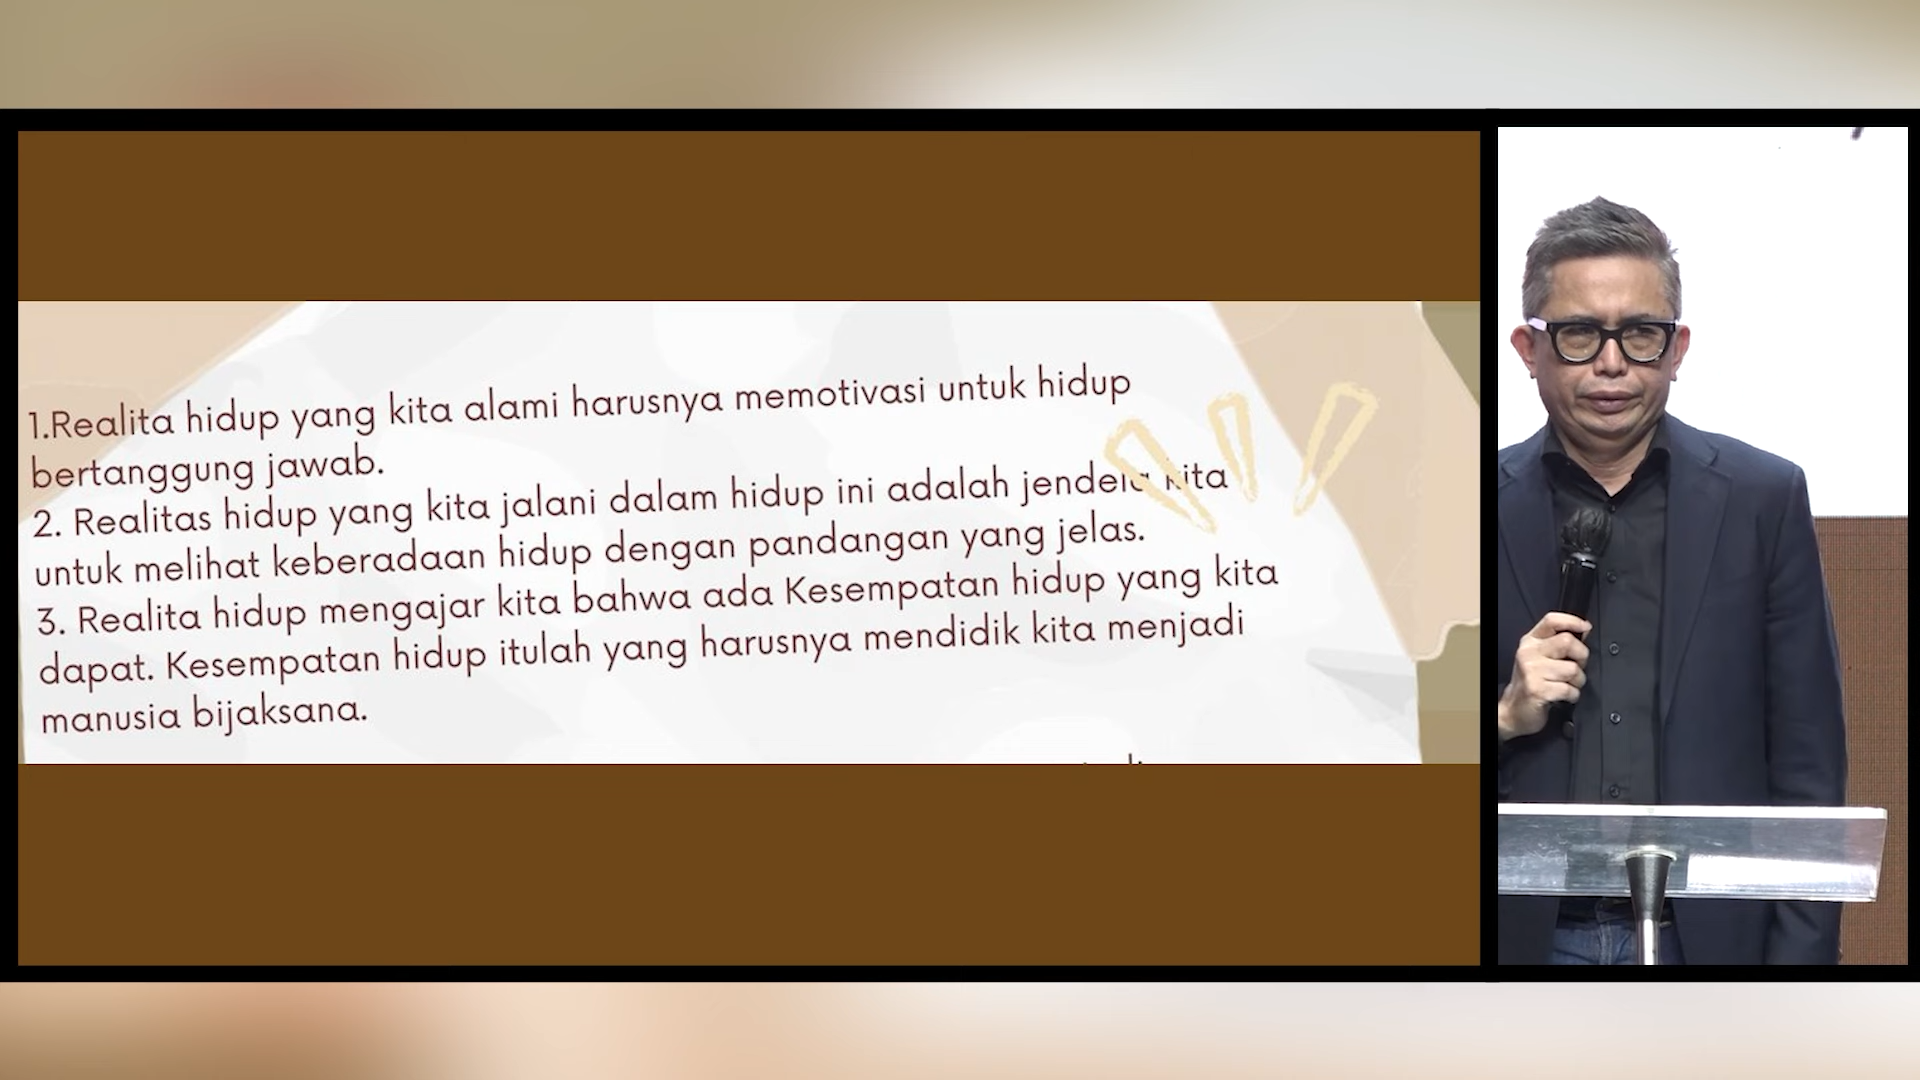 1.Realita hidup yang kita alami harusnya memotivasi untuk hidup
bertanggung jawab.
2. Realitas hidup yang kita jalani dalam hidup ini adalah jendela kita
untuk melihat keberadaan hidup dengan pandangan yang jelas.
3. Realita hidup mengajar kita bahwa ada Kesempatan hidup yang kita
dapat. Kesempatan hidup itulah yang harusnya mendidik kita menjadi
manusia bijaksana.